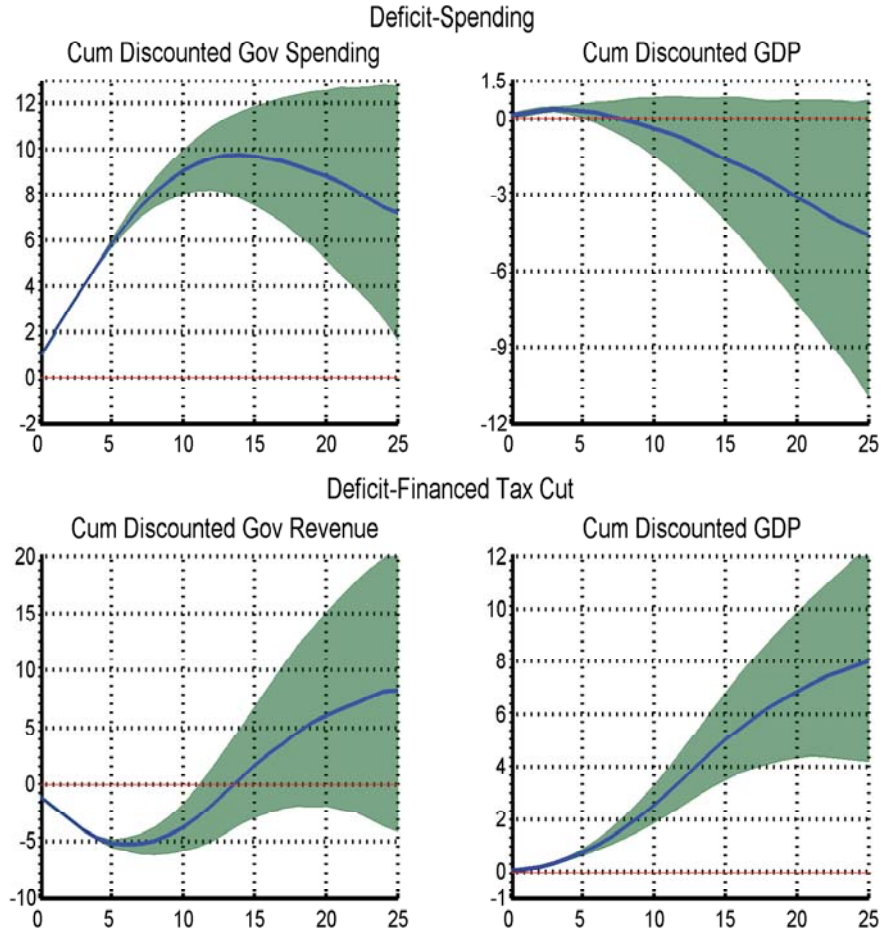 Deficit-Spending
Cum Discounted Gov Spending
12
10
8
6
4
2
0
-2
0 5 10 15 20 25
Cum Discounted GDP
1.5
0
-3
-6
-9
-12
0 5 10 15 20 25
Deficit-Financed Tax Cut
Cum Discounted Gov Revenue
20
15
10
5
0
-5
-10
0 5 10 15 20 25
Cum Discounted GDP
12
10
8
6
4
2
0
-1
0 5 10 15 20 25